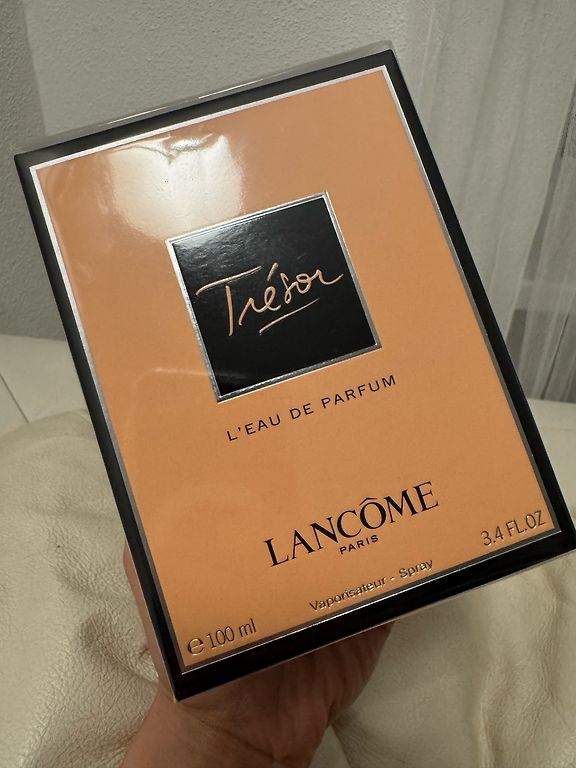 Trésor
L'EAU DE PARFUM
LANCÔME
PARIS
Vaporisateur - Spray
℮ 100 ml
3.4 FL.OZ